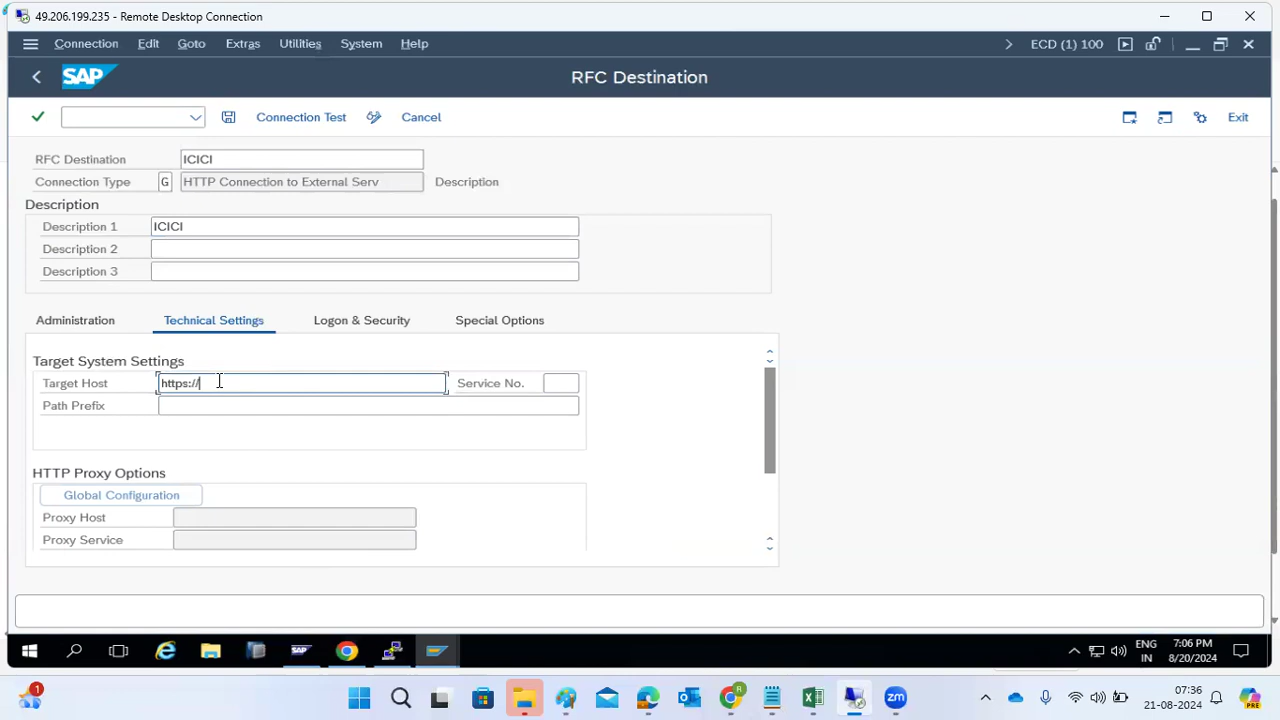 49.206.199.235 - Remote Desktop Connection
Connection Edit Goto Extras Utilities System Help ECD (1) 100
SAP RFC Destination
Connection Test Cancel Exit
RFC Destination ICICI
Connection Type G HTTP Connection to External Serv Description
Description
Description 1 ICICI
Description 2
Description 3
Administration Technical Settings Logon & Security Special Options
Target System Settings
Target Host https:// Service No.
Path Prefix
HTTP Proxy Options
Global Configuration
Proxy Host
Proxy Service
ENG 7:06 PM
IN 8/20/2024
07:36
21-08-2024